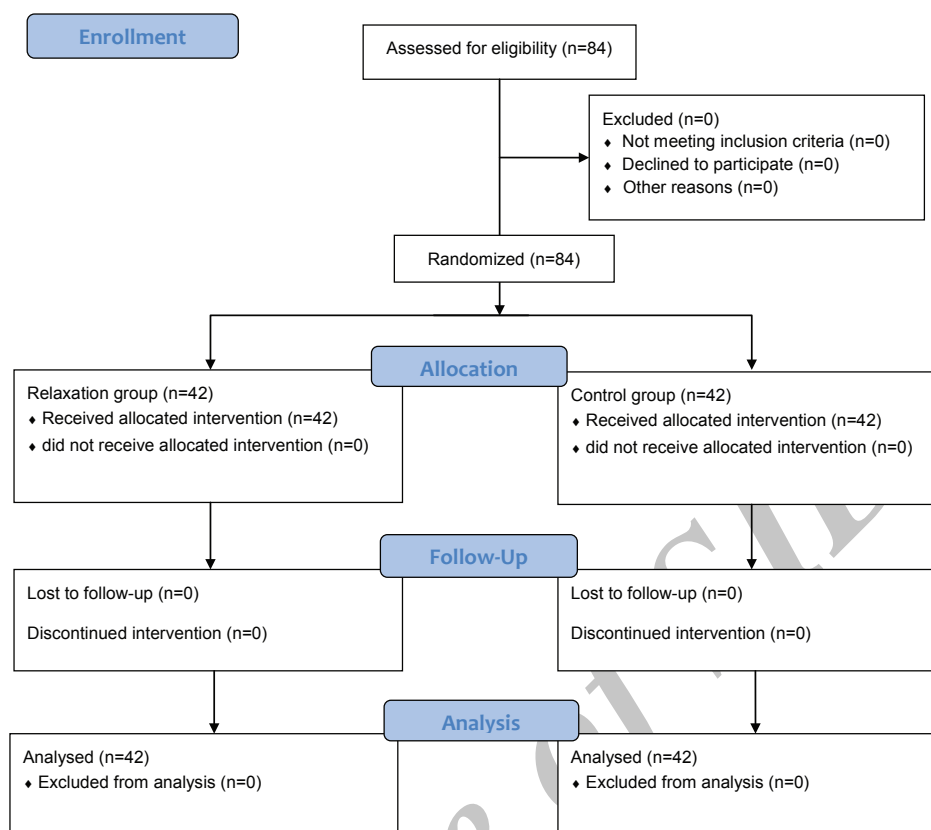 Enrollment
Assessed for eligibility (n=84)
Excluded (n=0)
♦ Not meeting inclusion criteria (n=0)
♦ Declined to participate (n=0)
♦ Other reasons (n=0)
Randomized (n=84)
Allocation
Relaxation group (n=42)
♦ Received allocated intervention (n=42)
♦ did not receive allocated intervention (n=0)
Control group (n=42)
♦ Received allocated intervention (n=42)
♦ did not receive allocated intervention (n=0)
Follow-Up
Lost to follow-up (n=0)
Discontinued intervention (n=0)
Lost to follow-up (n=0)
Discontinued intervention (n=0)
Analysis
Analysed (n=42)
♦ Excluded from analysis (n=0)
Analysed (n=42)
♦ Excluded from analysis (n=0)
of